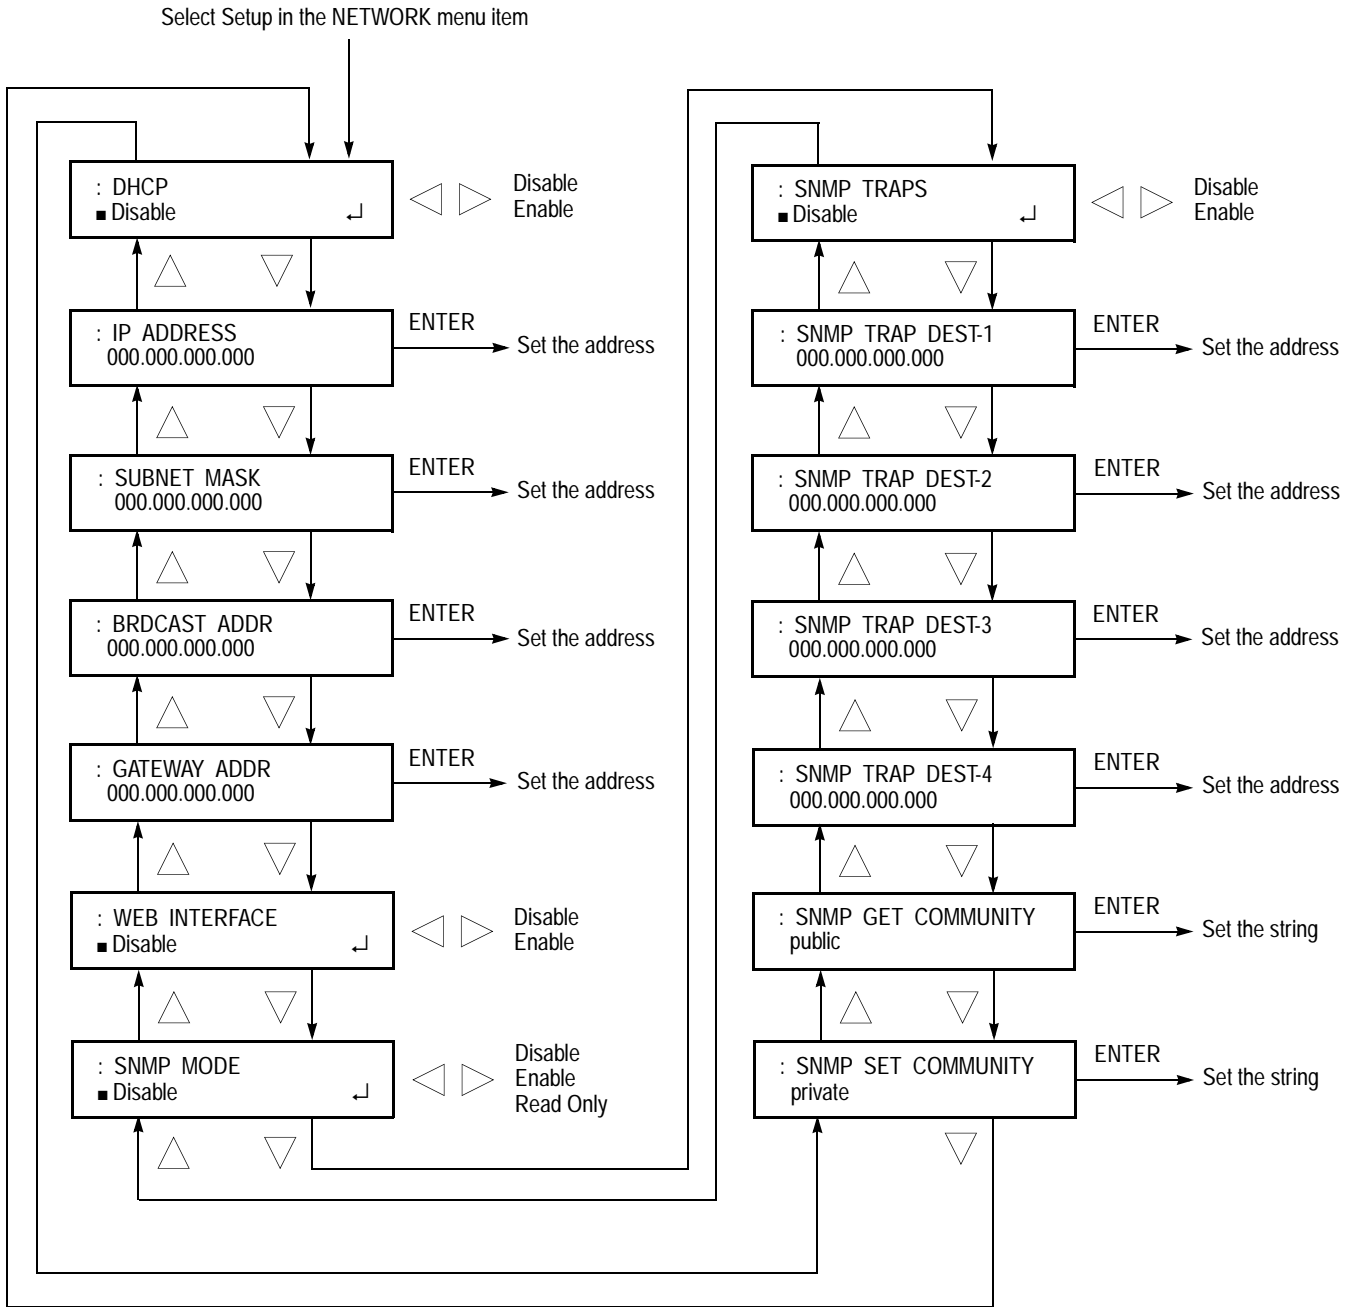 Select Setup in the NETWORK menu item
: DHCP
■ Disable ↵
Disable
Enable
: IP ADDRESS
000.000.000.000
ENTER
Set the address
: SUBNET MASK
000.000.000.000
ENTER
Set the address
: BRDCAST ADDR
000.000.000.000
ENTER
Set the address
: GATEWAY ADDR
000.000.000.000
ENTER
Set the address
: WEB INTERFACE
■ Disable ↵
Disable
Enable
: SNMP MODE
■ Disable ↵
Disable
Enable
Read Only
: SNMP TRAPS
■ Disable ↵
Disable
Enable
: SNMP TRAP DEST-1
000.000.000.000
ENTER
Set the address
: SNMP TRAP DEST-2
000.000.000.000
ENTER
Set the address
: SNMP TRAP DEST-3
000.000.000.000
ENTER
Set the address
: SNMP TRAP DEST-4
000.000.000.000
ENTER
Set the address
: SNMP GET COMMUNITY
public
ENTER
Set the string
: SNMP SET COMMUNITY
private
ENTER
Set the string